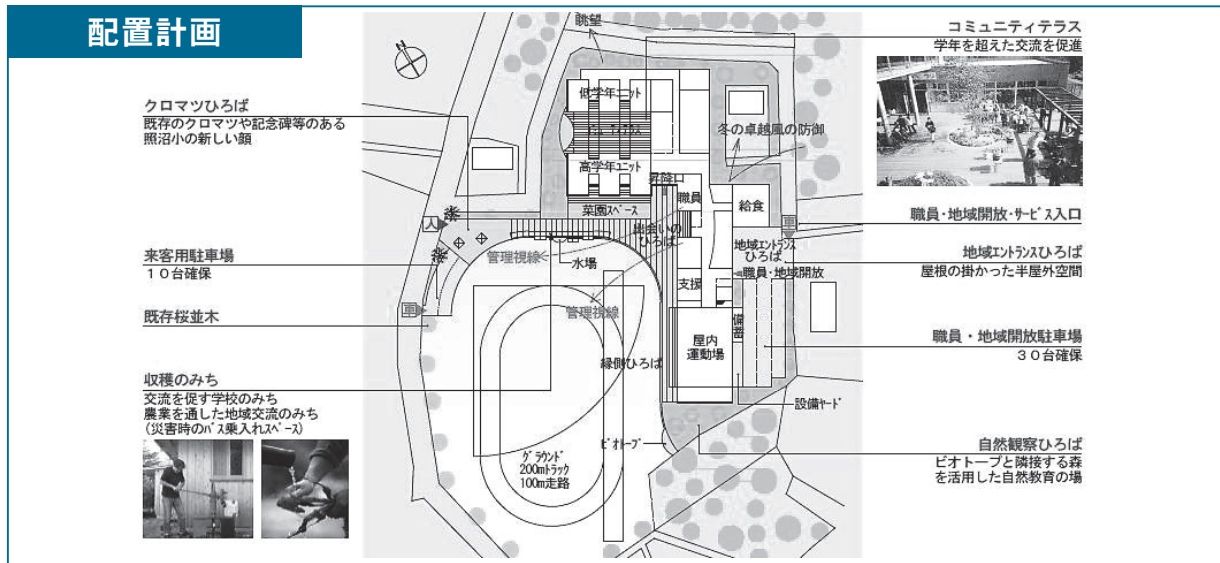 配置計画
クロマツひろば
既存のクロマツや記念碑等のある
照沼小の新しい顔
来客用駐車場
１０台確保
既存桜並木
収穫のみち
交流を促す学校のみち
農業を通した地域交流のみち
(災害時のバス乗入れスペース)
眺望
低学年ユニット
高学年ユニット
昇降口
菜園スペース
職員
冬の卓越風の防御
給食
人
車
出会いの
ひろば
管理視線
水場
地域エントランス
ひろば
職員・地域開放
支援
管理視線
備蓄
屋内
運動場
縁側ひろば
設備ヤード
ビオトープ
グラウンド
200mトラック
100m走路
車
コミュニティテラス
学年を超えた交流を促進
職員・地域開放・サービス入口
地域エントランスひろば
屋根の掛かった半屋外空間
職員・地域開放駐車場
３０台確保
自然観察ひろば
ビオトープと隣接する森
を活用した自然教育の場